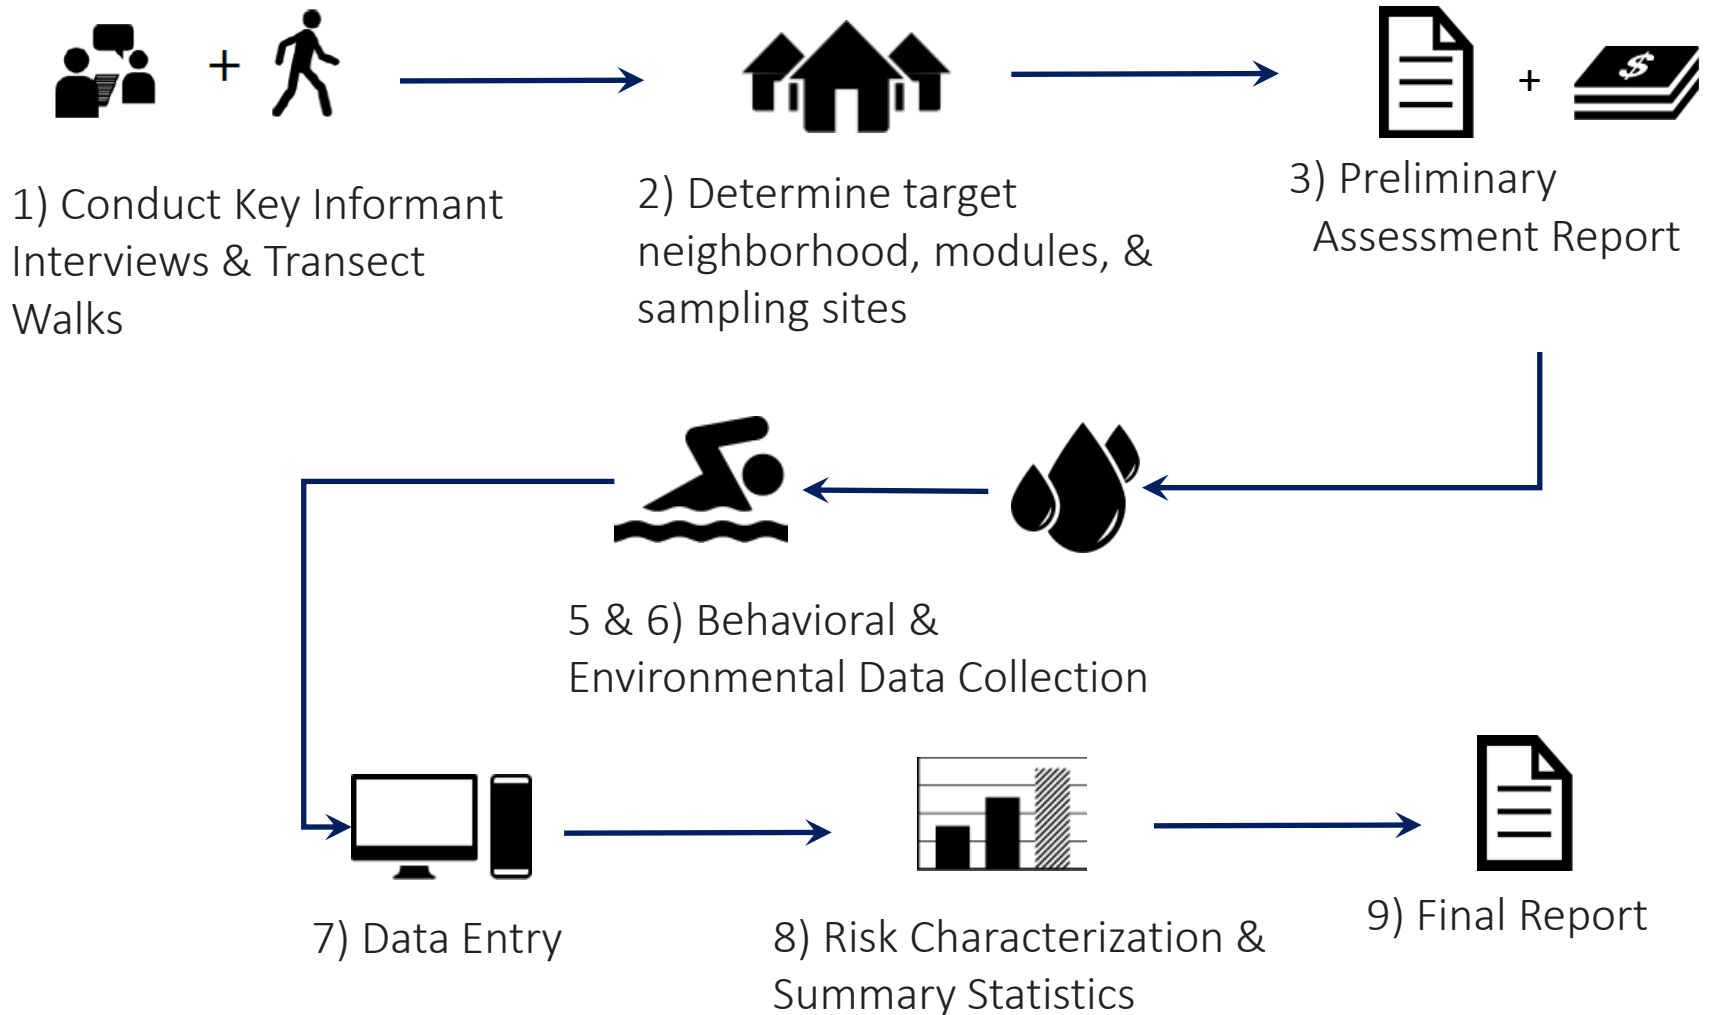 +
$
+
1) Conduct Key Informant
Interviews & Transect
Walks
2) Determine target
neighborhood, modules, &
sampling sites
3) Preliminary
Assessment Report
5 & 6) Behavioral &
Environmental Data Collection
7) Data Entry
8) Risk Characterization &
Summary Statistics
9) Final Report